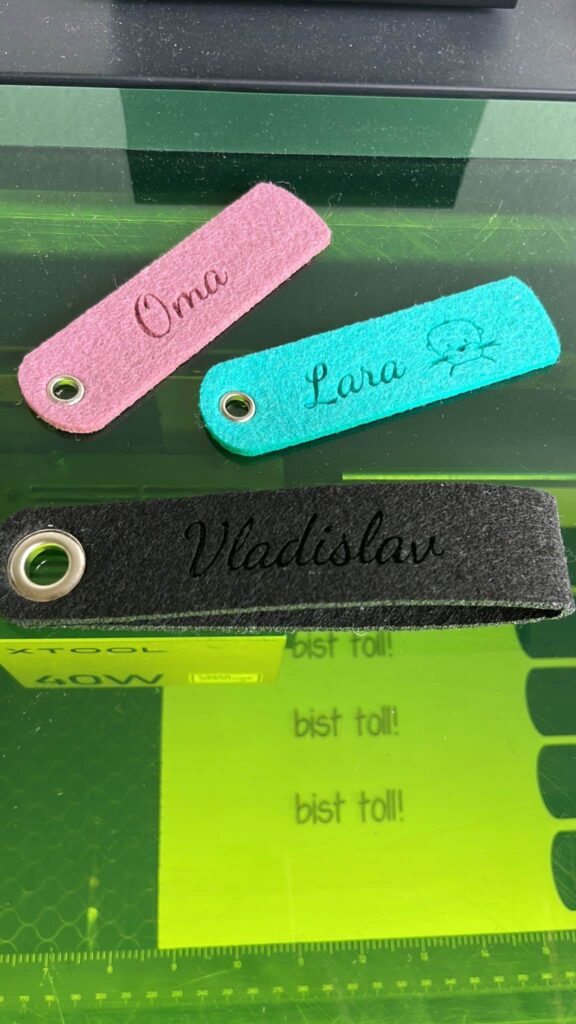 Oma
Lara
Vladislav
XTOOL
40W
bist toll!
bist toll!
bist toll!